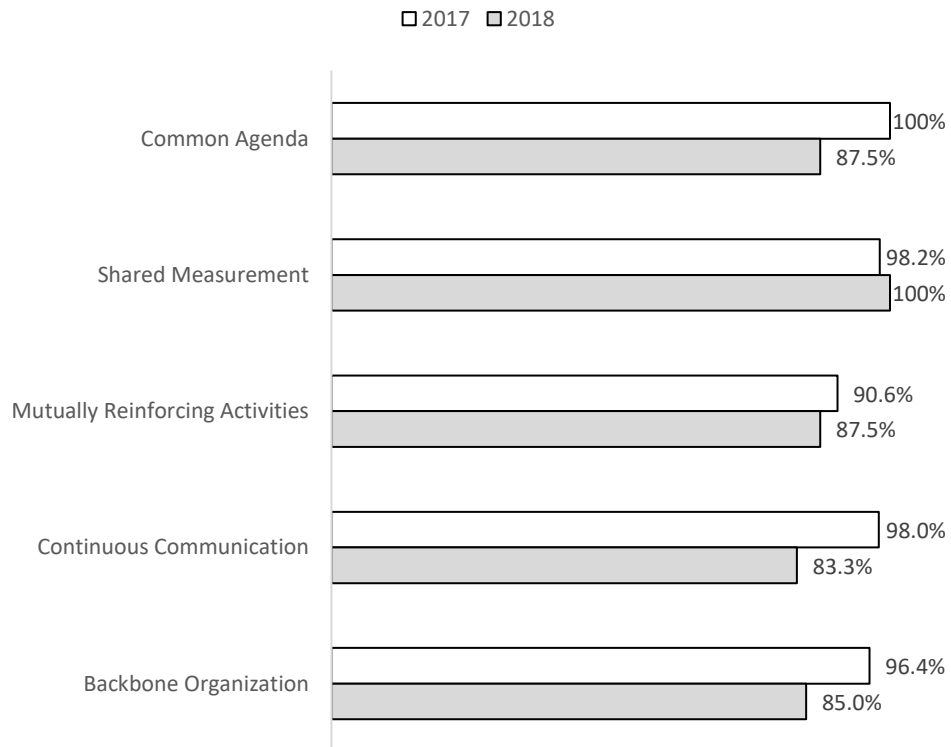 2017 2018
Common Agenda
100%
87.5%
Shared Measurement
98.2%
100%
Mutually Reinforcing Activities
90.6%
87.5%
Continuous Communication
98.0%
83.3%
Backbone Organization
96.4%
85.0%